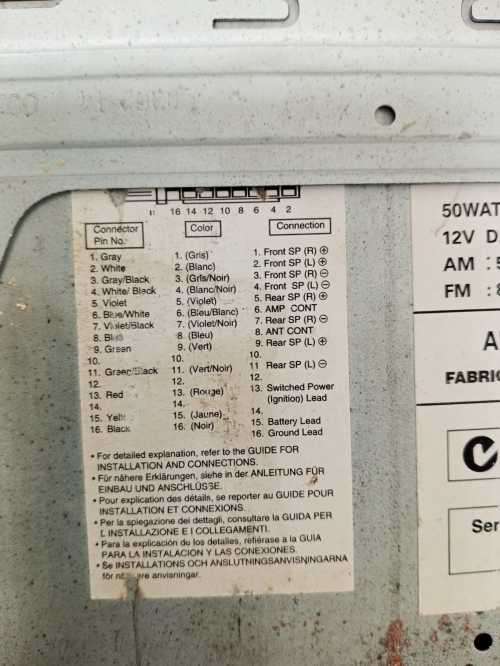 16 14 12 10 8 6 4 2
Connector Pin No.
Color
Connection
1. Gray 1. (Gris) 1. Front SP (R) ⊕
2. White 2. (Blanc) 2. Front SP (L) ⊕
3. Gray/Black 3. (Gris/Noir) 3. Front SP (R) ⊖
4. White/ Black 4. (Blanc/Noir) 4. Front SP (L) ⊖
5. Violet 5. (Violet) 5. Rear SP (R) ⊕
6. Blue/White 6. (Bleu/Blanc) 6. AMP CONT
7. Violet/Black 7. (Violet/Noir) 7. Rear SP (R) ⊖
8. Blue 8. (Bleu) 8. ANT CONT
9. Green 9. (Vert) 9. Rear SP (L) ⊕
10. 10. 10.
11. Green/Black 11. (Vert/Noir) 11 Rear SP (L) ⊖
12. 12. 12.
13. Red 13. (Rouge) 13. Switched Power
(Ignition) Lead
14. 14. 14.
15. Yell 15. (Jaune) 15. Battery Lead
16. Black 16. (Noir) 16. Ground Lead
• For detailed explanation, refer to the GUIDE FOR
INSTALLATION AND CONNECTIONS.
• Für nähere Erklärungen, siehe in der ANLEITUNG FÜR
EINBAU UND ANSCHLÜSSE.
• Pour explication des détails, se reporter au GUIDE POUR
INSTALLATION ET CONNEXIONS.
• Per la spiegazione dei dettagli, consultare la GUIDA PER
L'INSTALLAZIONE E I COLLEGAMENTI.
• Para la explicación de los detalles, refiérase a la GUIA
PARA LA INSTALACION Y LAS CONEXIONES.
• Se INSTALLATIONS OCH ANSLUTNINGSANVISNINGARNA
för anvisningar.
50WAT
12V D
AM : 5
FM : 8
A
FABRIC
Ser